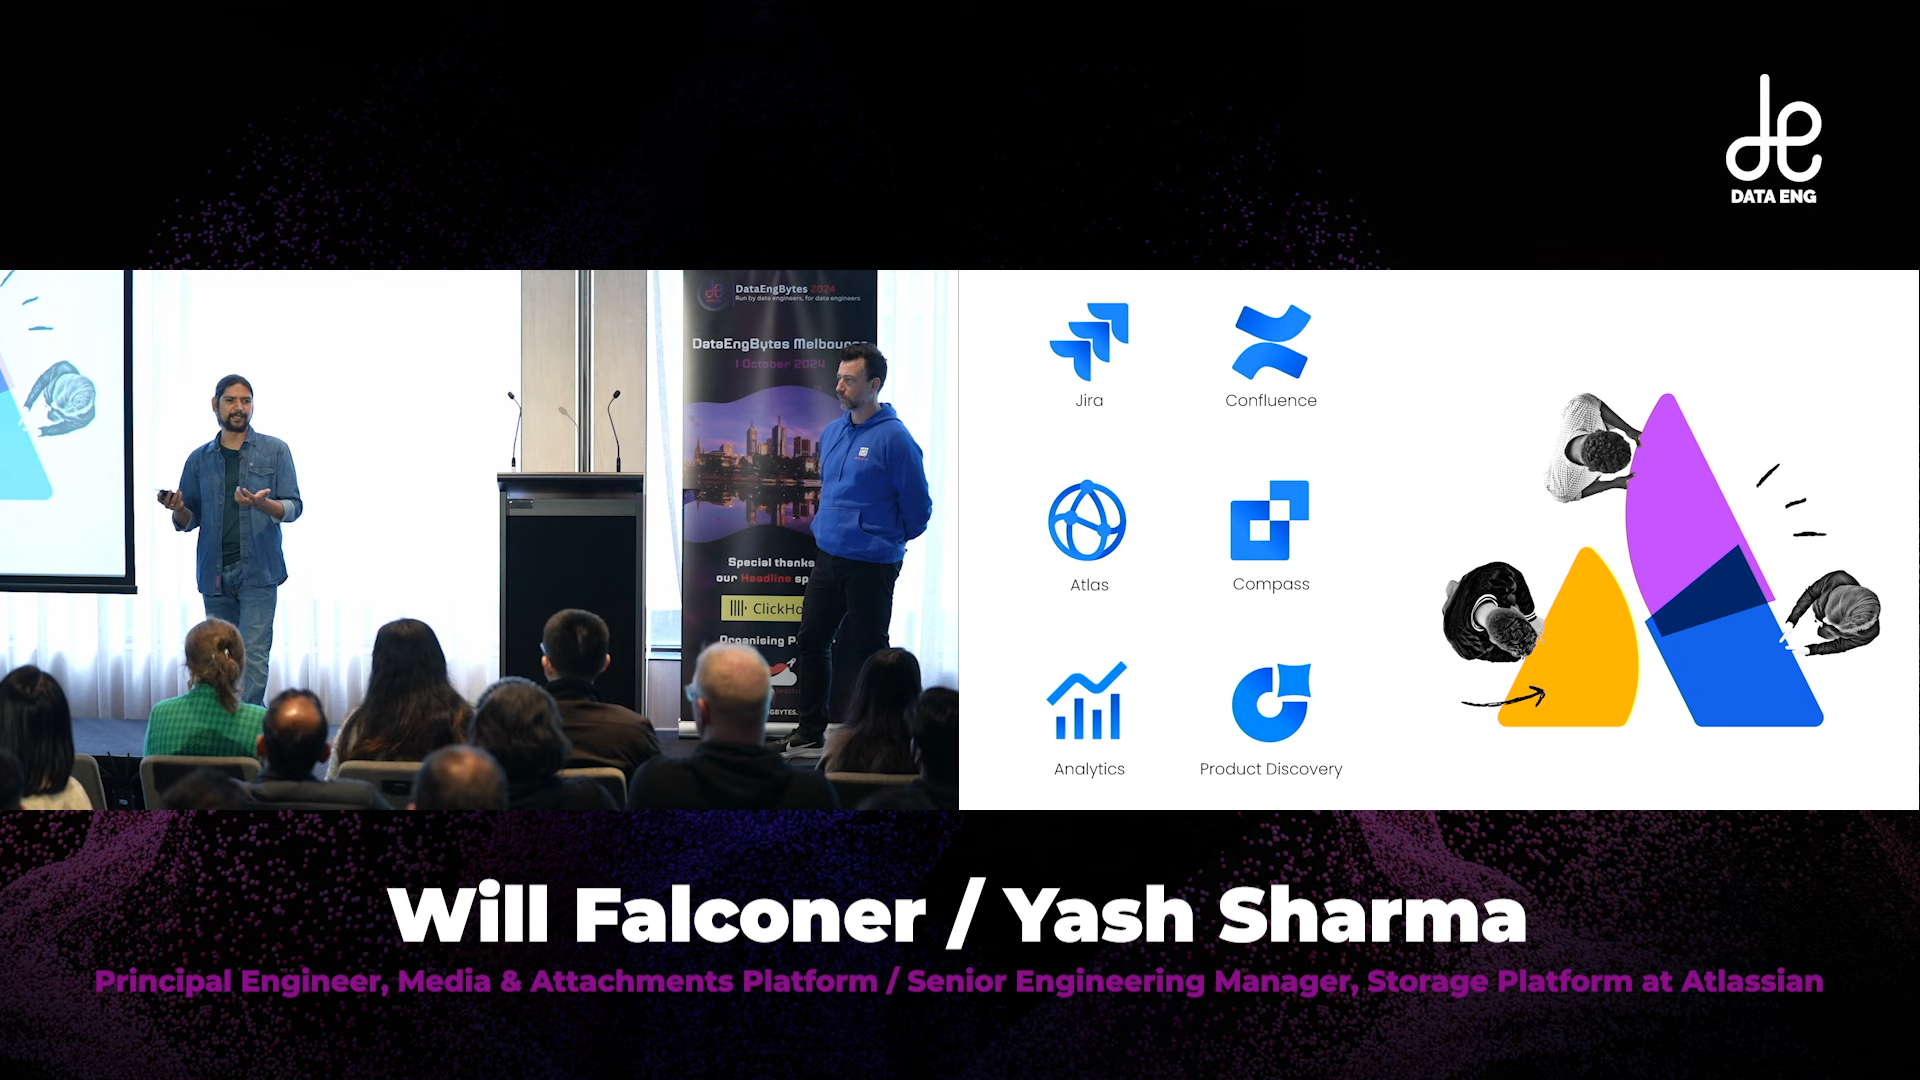 DATA ENG
DataEngBytes 2024
Run by data engineers, for data engineers
DataEngBytes Melbourne
1 October 2024
Special thanks
our Headline
ClickHo
Organising
Jira
Confluence
Atlas
Compass
Analytics
Product Discovery
Will Falconer / Yash Sharma
Principal Engineer, Media & Attachments Platform / Senior Engineering Manager, Storage Platform at Atlassian